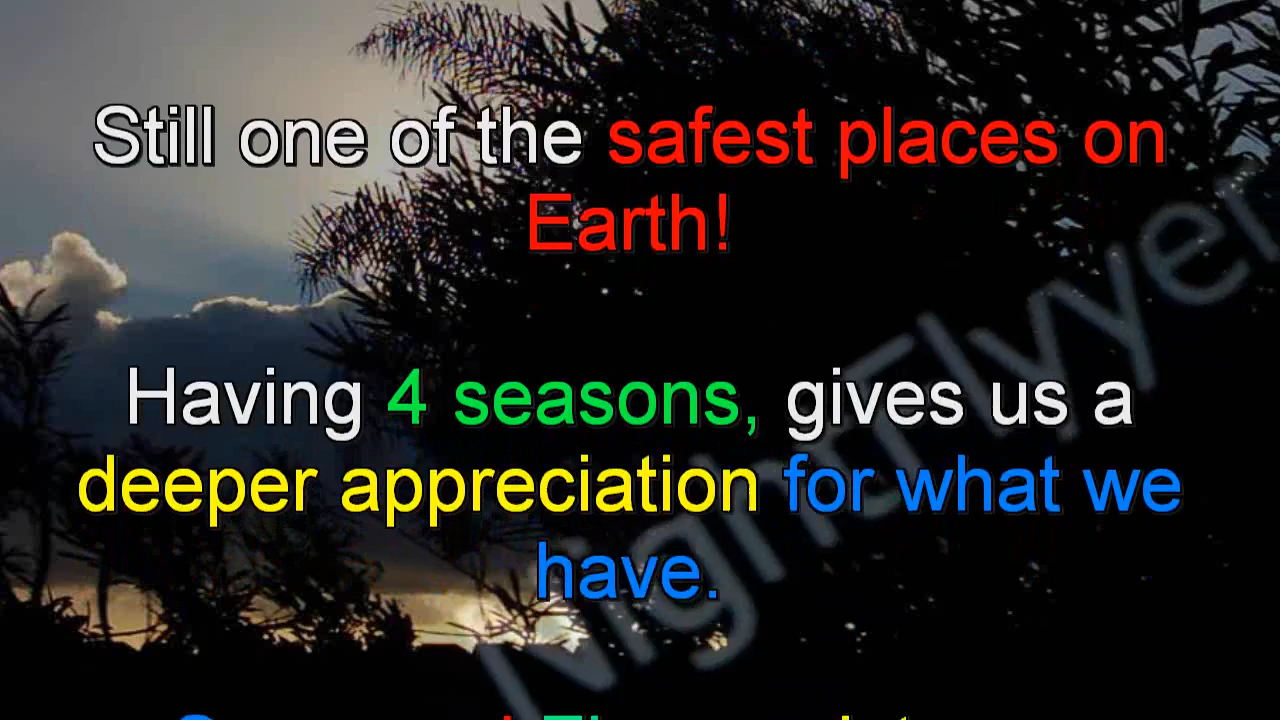 Still one of the safest places on
Earth!
Having 4 seasons, gives us a
deeper appreciation for what we
have.
NightFlyyer